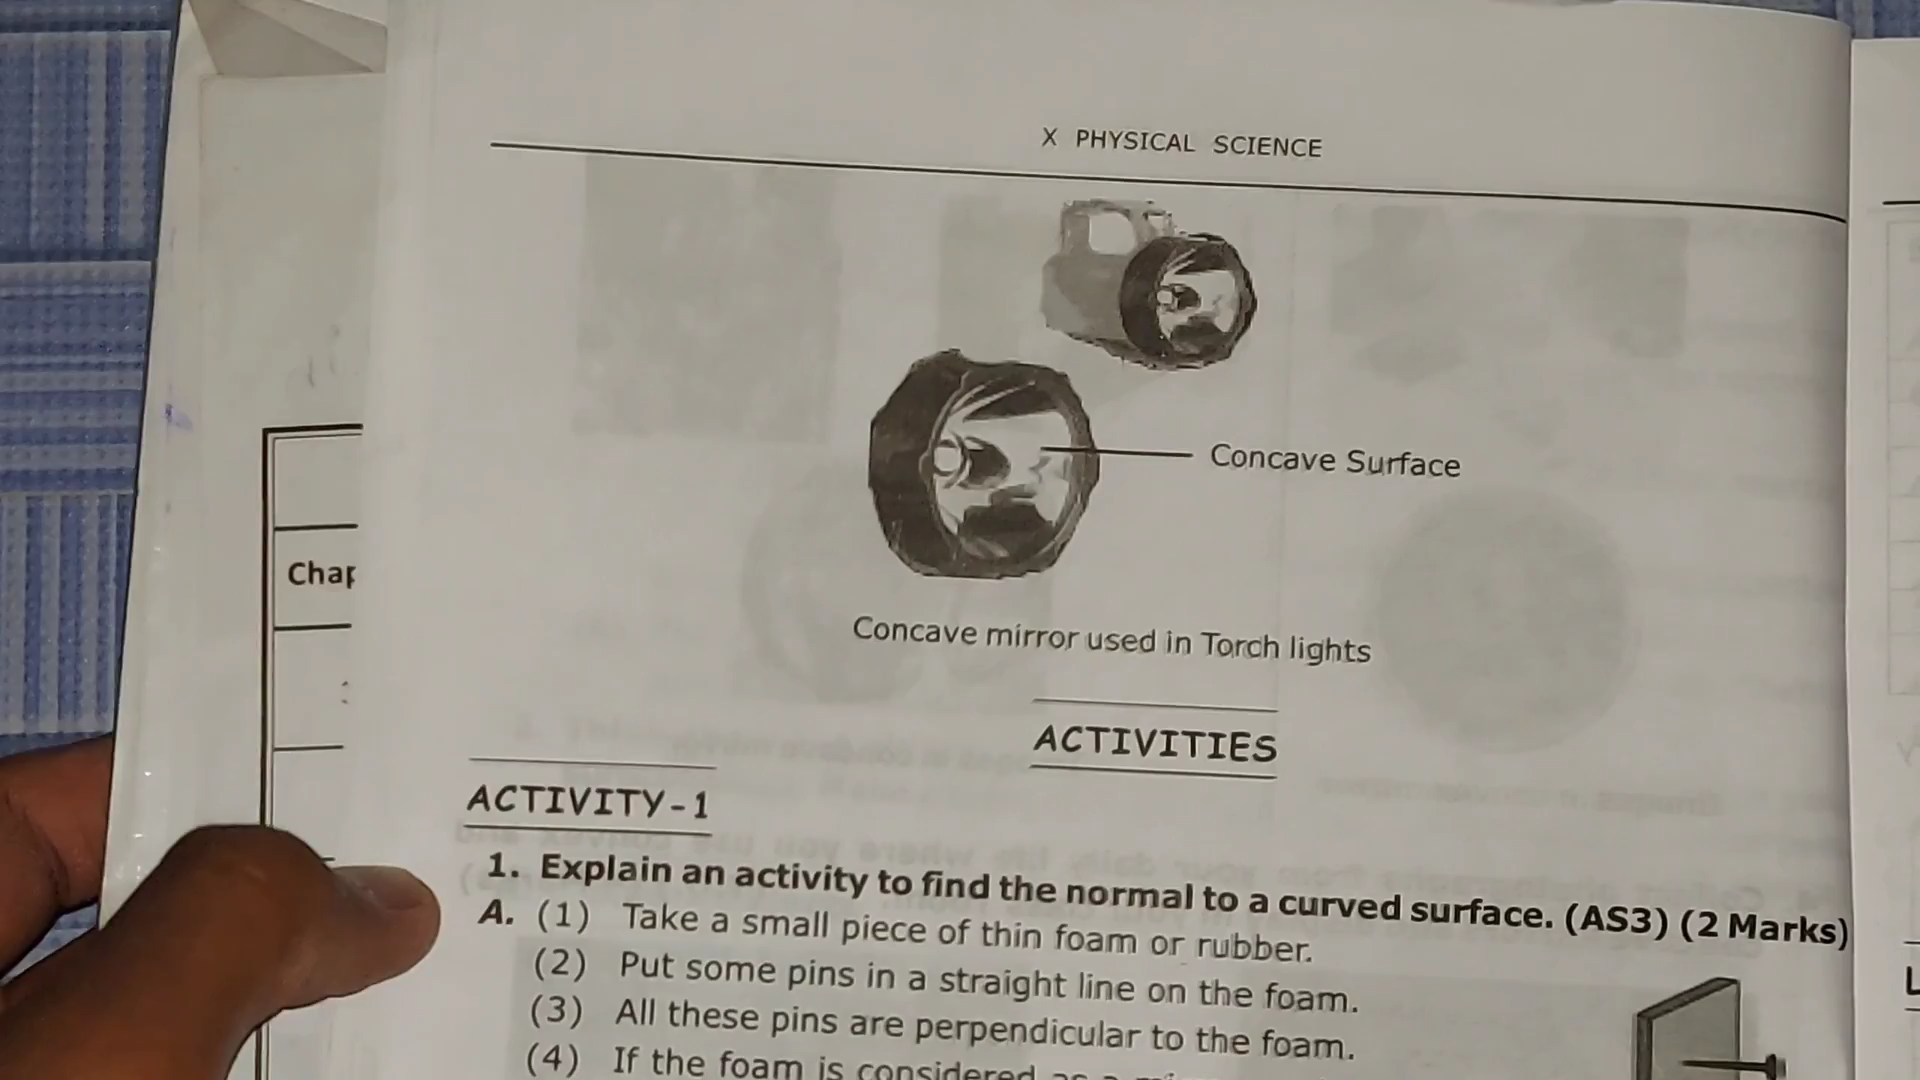 X PHYSICAL SCIENCE
Concave Surface
Concave mirror used in Torch lights
ACTIVITIES
ACTIVITY-1
1. Explain an activity to find the normal to a curved surface. (AS3) (2 Marks)
A. (1) Take a small piece of thin foam or rubber.
(2) Put some pins in a straight line on the foam.
(3) All these pins are perpendicular to the foam.
(4) If the foam is considered as a
Chap